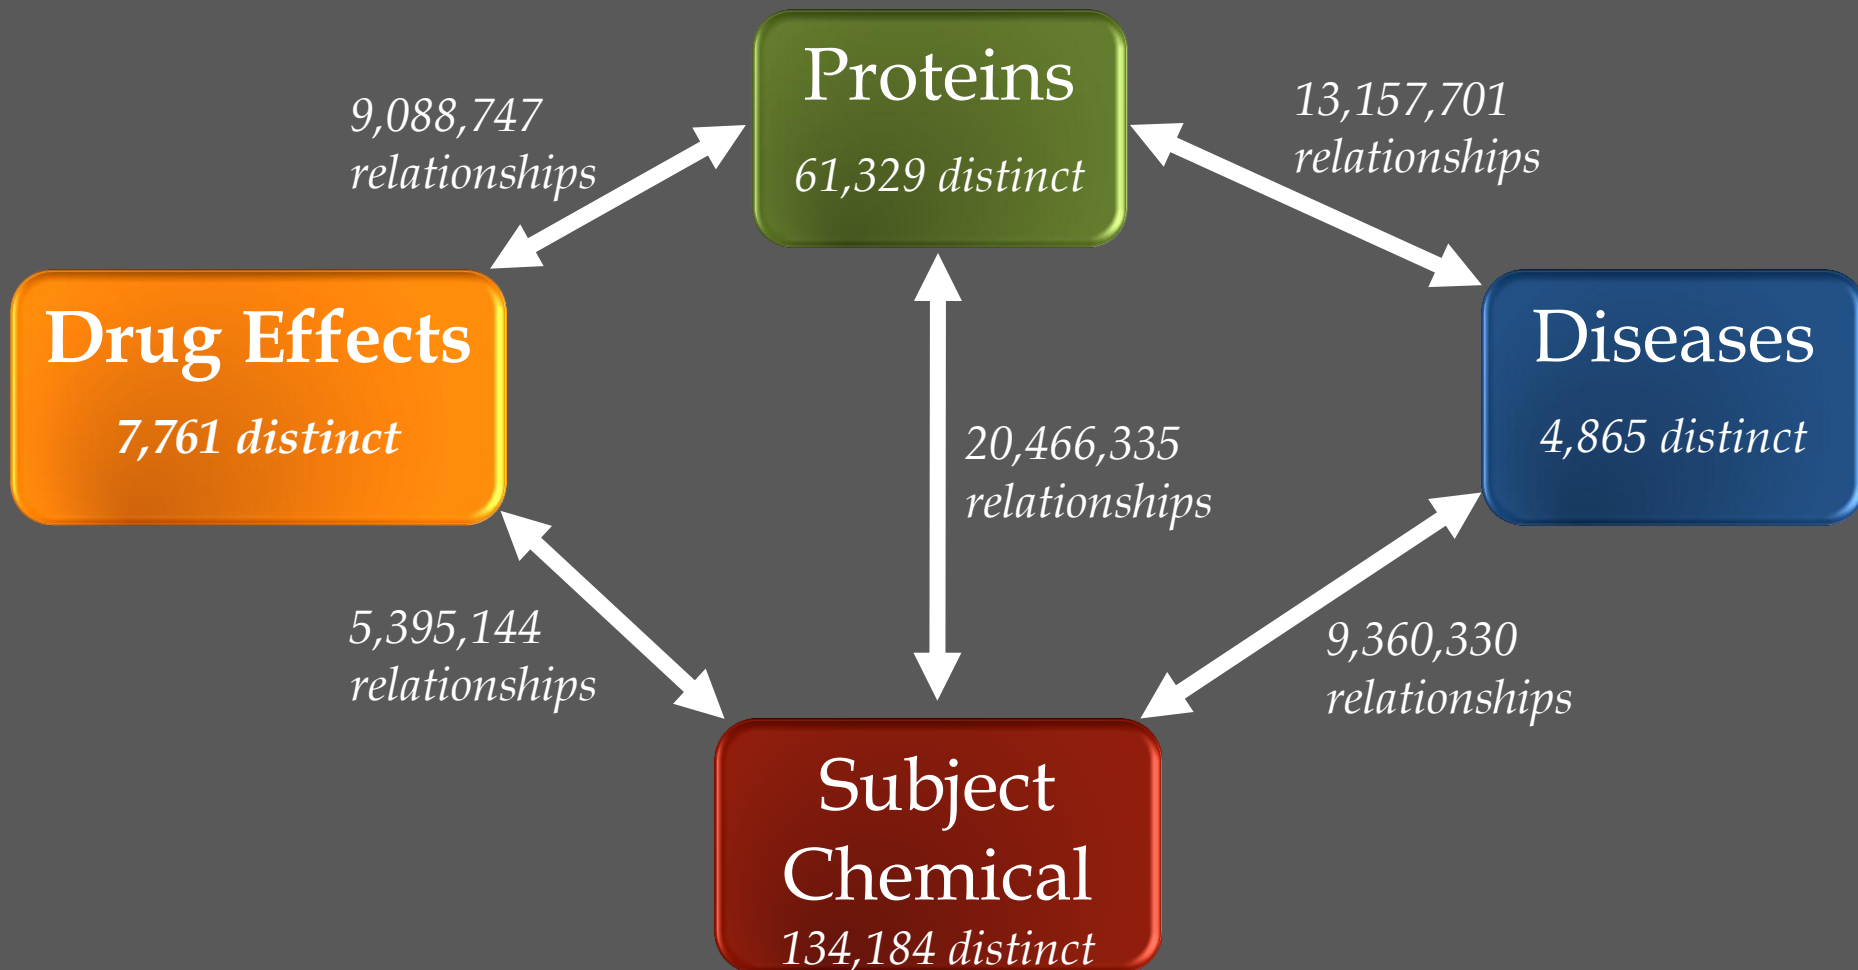 Proteins
61,329 distinct
9,088,747
relationships
13,157,701
relationships
Drug Effects
7,761 distinct
Diseases
4,865 distinct
20,466,335
relationships
5,395,144
relationships
9,360,330
relationships
Subject
Chemical
134,184 distinct